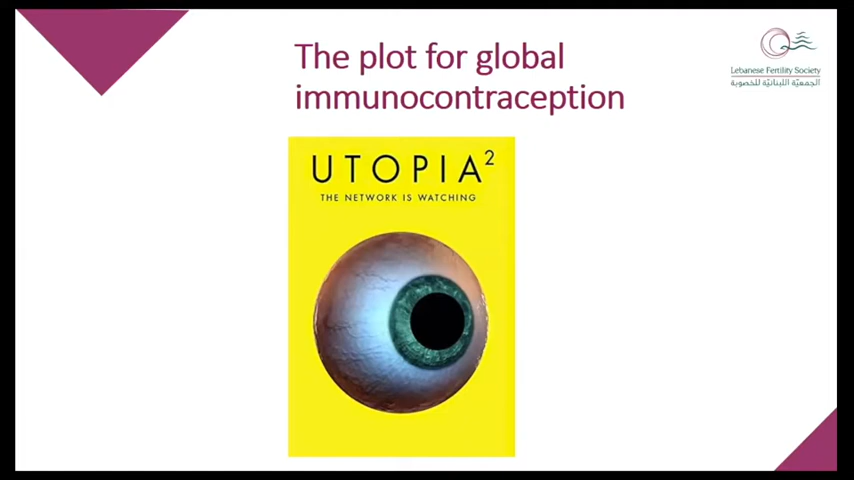 The plot for global
immunocontraception
Lebanese Fertility Society
الجمعيّة اللبنانيّة للخصوبة
UTOPIA²
THE NETWORK IS WATCHING